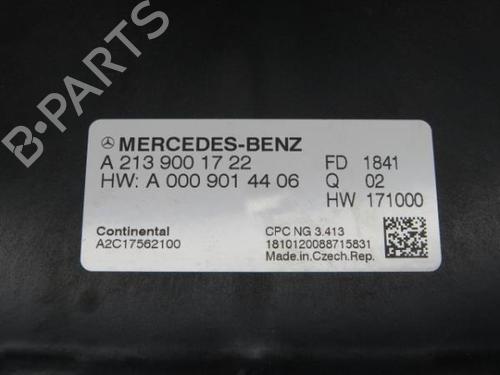 MERCEDES-BENZ
A 213 900 17 22 FD 1841
HW: A 000 901 44 06 Q 02
HW 171000
Continental CPC NG 3.413
A2C17562100 1810120088715831
Made.in.Czech.Rep.
B-PARTS